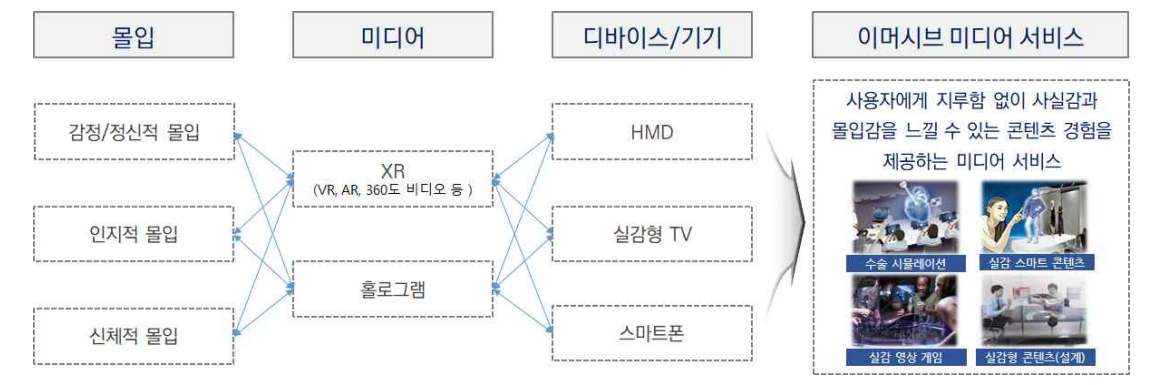 몰입
미디어
디바이스/기기
이머시브 미디어 서비스
감정/정신적 몰입
인지적 몰입
신체적 몰입
XR
(VR, AR, 360도 비디오 등 )
홀로그램
HMD
실감형 TV
스마트폰
사용자에게 지루함 없이 사실감과
몰입감을 느낄 수 있는 콘텐츠 경험을
제공하는 미디어 서비스
수술 시뮬레이션
실감 스마트 콘텐츠
실감 영상 게임
실감형 콘텐츠(설계)